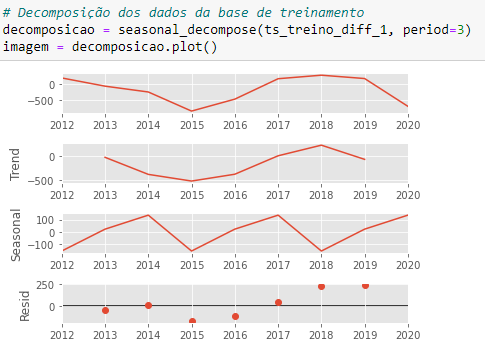 # Decomposição dos dados da base de treinamento
decomposicao = seasonal_decompose(ts_treino_diff_1, period=3)
imagem = decomposicao.plot()
0
−500
2012 2013 2014 2015 2016 2017 2018 2019 2020
Trend
0
−500
2012 2013 2014 2015 2016 2017 2018 2019 2020
Seasonal
100
0
−100
2012 2013 2014 2015 2016 2017 2018 2019 2020
Resid
250
0
2012 2013 2014 2015 2016 2017 2018 2019 2020